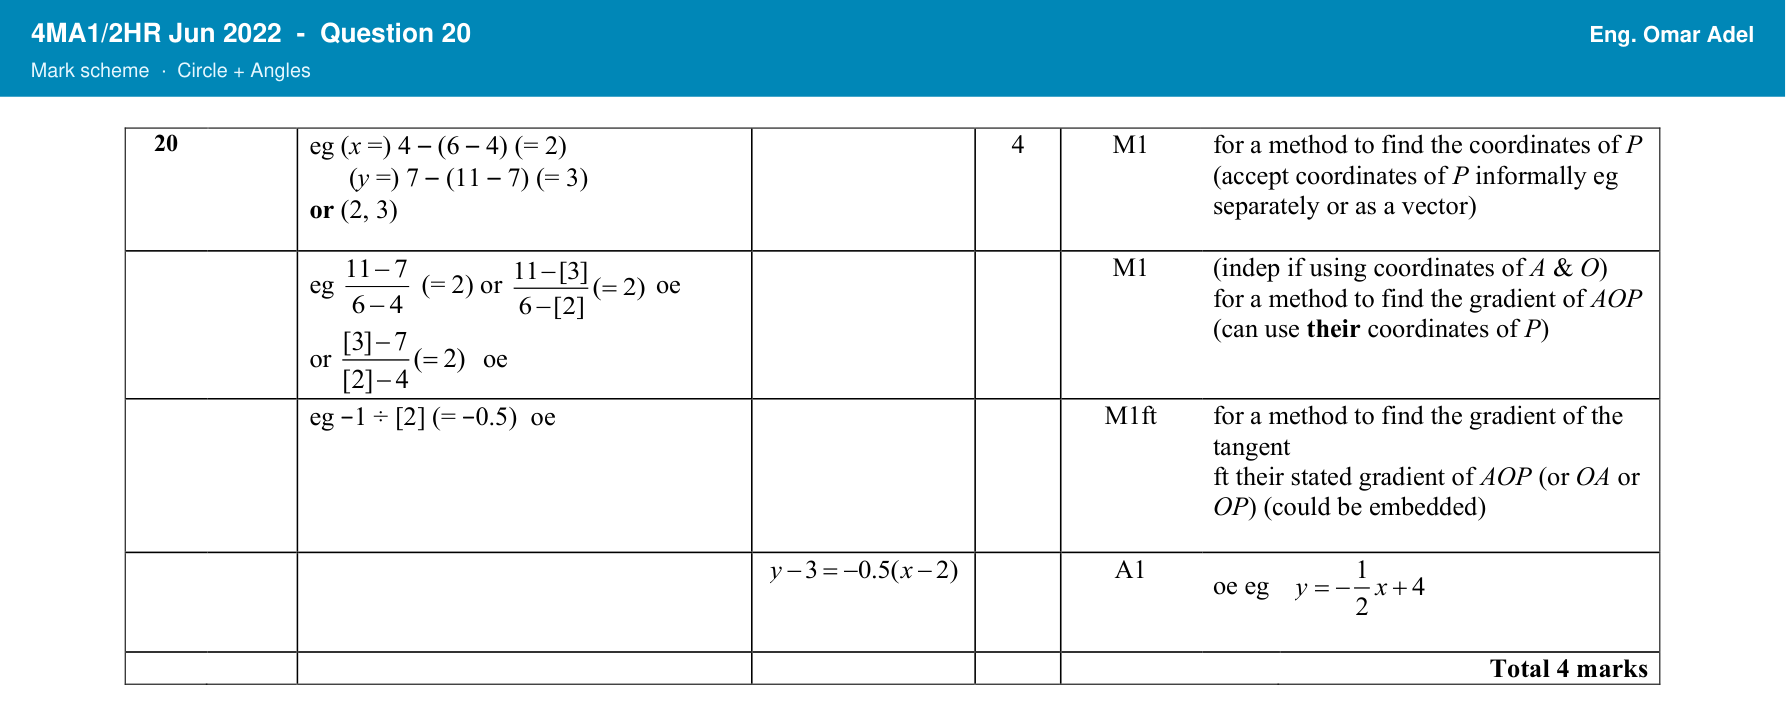 4MA1/2HR Jun 2022 - Question 20
Eng. Omar Adel
Mark scheme · Circle + Angles
20
eg (x =) 4 – (6 – 4) (= 2)
(y =) 7 – (11 – 7) (= 3)
or (2, 3)
4
M1
for a method to find the coordinates of P
(accept coordinates of P informally eg
separately or as a vector)
eg (11 – 7)/(6 – 4) (= 2) or (11 – [3])/(6 – [2]) (= 2) oe
or ([3] – 7)/([2] – 4) (= 2) oe
M1
(indep if using coordinates of A & O)
for a method to find the gradient of AOP
(can use their coordinates of P)
eg –1 ÷ [2] (= –0.5) oe
M1ft
for a method to find the gradient of the
tangent
ft their stated gradient of AOP (or OA or
OP) (could be embedded)
y – 3 = –0.5(x – 2)
A1
oe eg y = –1/2 x + 4
Total 4 marks